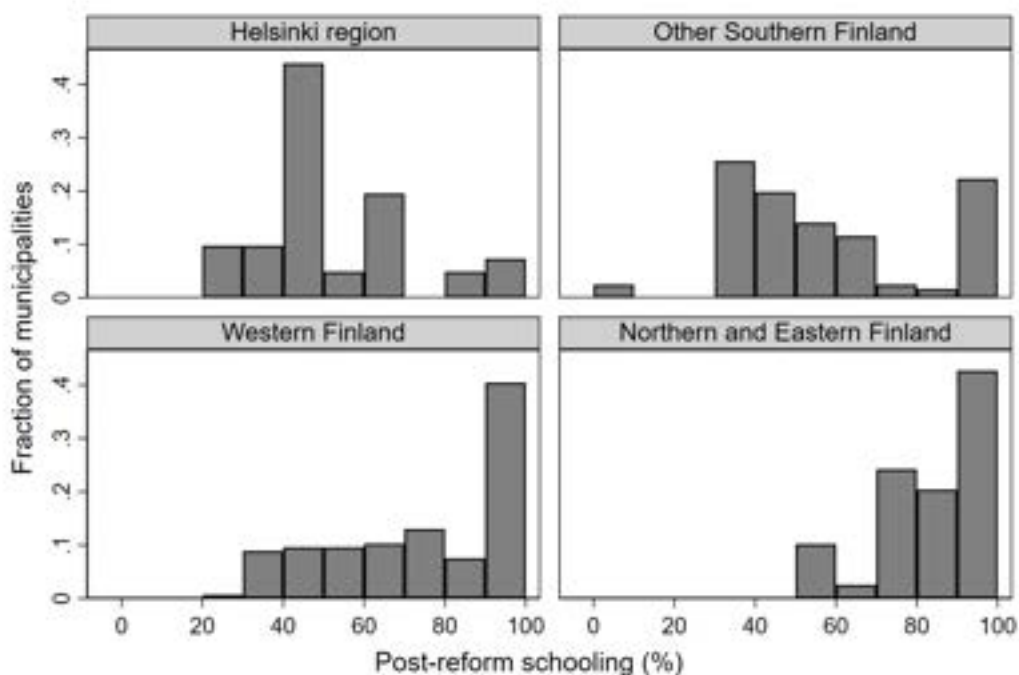 Helsinki region
Other Southern Finland
.4
.3
.2
.1
0
Western Finland
Northern and Eastern Finland
.4
.3
.2
.1
0
Fraction of municipalities
0 20 40 60 80 100
0 20 40 60 80 100
Post-reform schooling (%)